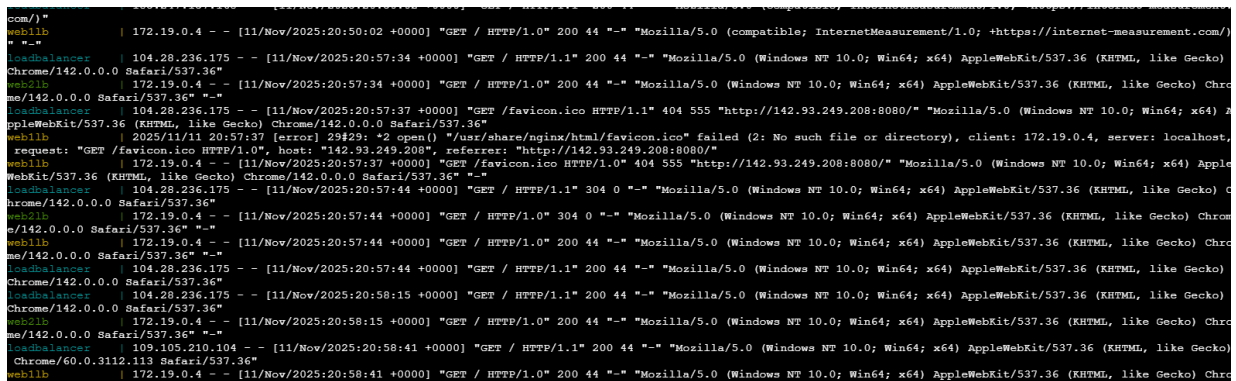 com/)"
web1lb | 172.19.0.4 - - [11/Nov/2025:20:50:02 +0000] "GET / HTTP/1.0" 200 44 "-" "Mozilla/5.0 (compatible; InternetMeasurement/1.0; +https://internet-measurement.com/)
" "-"
loadbalancer | 104.28.236.175 - - [11/Nov/2025:20:57:34 +0000] "GET / HTTP/1.1" 200 44 "-" "Mozilla/5.0 (Windows NT 10.0; Win64; x64) AppleWebKit/537.36 (KHTML, like Gecko)
Chrome/142.0.0.0 Safari/537.36"
web2lb | 172.19.0.4 - - [11/Nov/2025:20:57:34 +0000] "GET / HTTP/1.0" 200 44 "-" "Mozilla/5.0 (Windows NT 10.0; Win64; x64) AppleWebKit/537.36 (KHTML, like Gecko) Chro
me/142.0.0.0 Safari/537.36" "-"
loadbalancer | 104.28.236.175 - - [11/Nov/2025:20:57:37 +0000] "GET /favicon.ico HTTP/1.1" 404 555 "http://142.93.249.208:8080/" "Mozilla/5.0 (Windows NT 10.0; Win64; x64) A
ppleWebKit/537.36 (KHTML, like Gecko) Chrome/142.0.0.0 Safari/537.36"
web1lb | 2025/11/11 20:57:37 [error] 29#29: *2 open() "/usr/share/nginx/html/favicon.ico" failed (2: No such file or directory), client: 172.19.0.4, server: localhost,
request: "GET /favicon.ico HTTP/1.0", host: "142.93.249.208", referrer: "http://142.93.249.208:8080/"
web1lb | 172.19.0.4 - - [11/Nov/2025:20:57:37 +0000] "GET /favicon.ico HTTP/1.0" 404 555 "http://142.93.249.208:8080/" "Mozilla/5.0 (Windows NT 10.0; Win64; x64) Apple
WebKit/537.36 (KHTML, like Gecko) Chrome/142.0.0.0 Safari/537.36" "-"
loadbalancer | 104.28.236.175 - - [11/Nov/2025:20:57:44 +0000] "GET / HTTP/1.1" 304 0 "-" "Mozilla/5.0 (Windows NT 10.0; Win64; x64) AppleWebKit/537.36 (KHTML, like Gecko) C
hrome/142.0.0.0 Safari/537.36"
web2lb | 172.19.0.4 - - [11/Nov/2025:20:57:44 +0000] "GET / HTTP/1.0" 304 0 "-" "Mozilla/5.0 (Windows NT 10.0; Win64; x64) AppleWebKit/537.36 (KHTML, like Gecko) Chrom
e/142.0.0.0 Safari/537.36" "-"
web1lb | 172.19.0.4 - - [11/Nov/2025:20:57:44 +0000] "GET / HTTP/1.0" 200 44 "-" "Mozilla/5.0 (Windows NT 10.0; Win64; x64) AppleWebKit/537.36 (KHTML, like Gecko) Chro
me/142.0.0.0 Safari/537.36" "-"
loadbalancer | 104.28.236.175 - - [11/Nov/2025:20:57:44 +0000] "GET / HTTP/1.1" 200 44 "-" "Mozilla/5.0 (Windows NT 10.0; Win64; x64) AppleWebKit/537.36 (KHTML, like Gecko)
Chrome/142.0.0.0 Safari/537.36"
loadbalancer | 104.28.236.175 - - [11/Nov/2025:20:58:15 +0000] "GET / HTTP/1.1" 200 44 "-" "Mozilla/5.0 (Windows NT 10.0; Win64; x64) AppleWebKit/537.36 (KHTML, like Gecko)
Chrome/142.0.0.0 Safari/537.36"
web2lb | 172.19.0.4 - - [11/Nov/2025:20:58:15 +0000] "GET / HTTP/1.0" 200 44 "-" "Mozilla/5.0 (Windows NT 10.0; Win64; x64) AppleWebKit/537.36 (KHTML, like Gecko) Chro
me/142.0.0.0 Safari/537.36" "-"
loadbalancer | 109.105.210.104 - - [11/Nov/2025:20:58:41 +0000] "GET / HTTP/1.1" 200 44 "-" "Mozilla/5.0 (Windows NT 10.0; Win64; x64) AppleWebKit/537.36 (KHTML, like Gecko)
Chrome/60.0.3112.113 Safari/537.36"
web1lb | 172.19.0.4 - - [11/Nov/2025:20:58:41 +0000] "GET / HTTP/1.0" 200 44 "-" "Mozilla/5.0 (Windows NT 10.0; Win64; x64) AppleWebKit/537.36 (KHTML, like Gecko) Chro